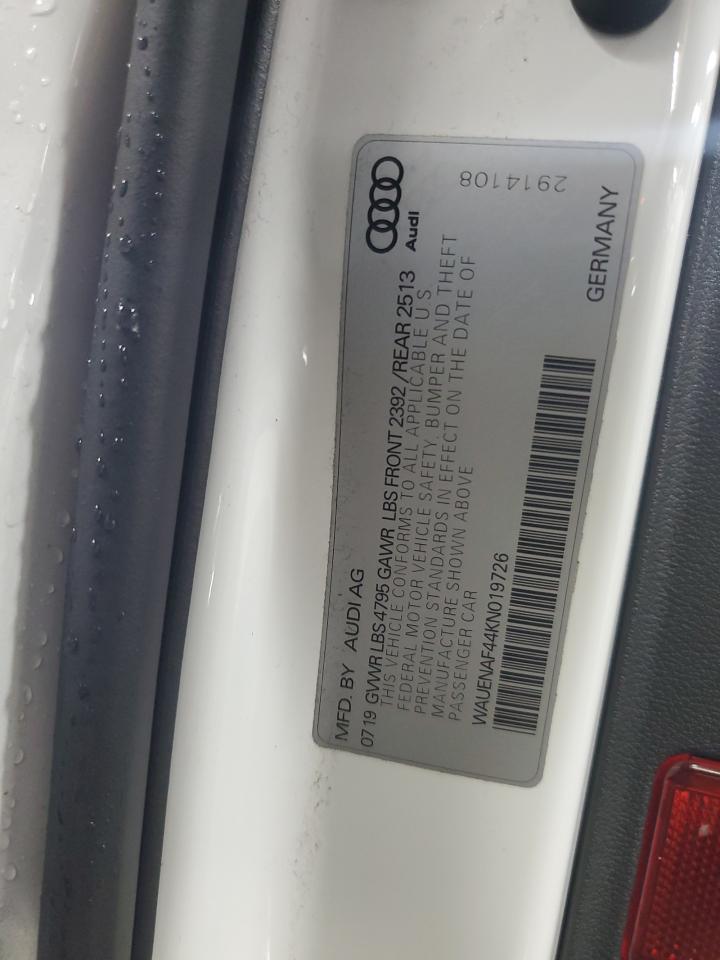 MFD. BY AUDI AG
Audi
0719 GVWR LBS 4795 GAWR LBS FRONT 2392 /REAR 2513
THIS VEHICLE CONFORMS TO ALL APPLICABLE U.S
FEDERAL MOTOR VEHICLE SAFETY, BUMPER AND THEFT
PREVENTION STANDARDS IN EFFECT ON THE DATE OF
MANUFACTURE SHOWN ABOVE
PASSENGER CAR
WAUENAF44KN019726
2914108
GERMANY